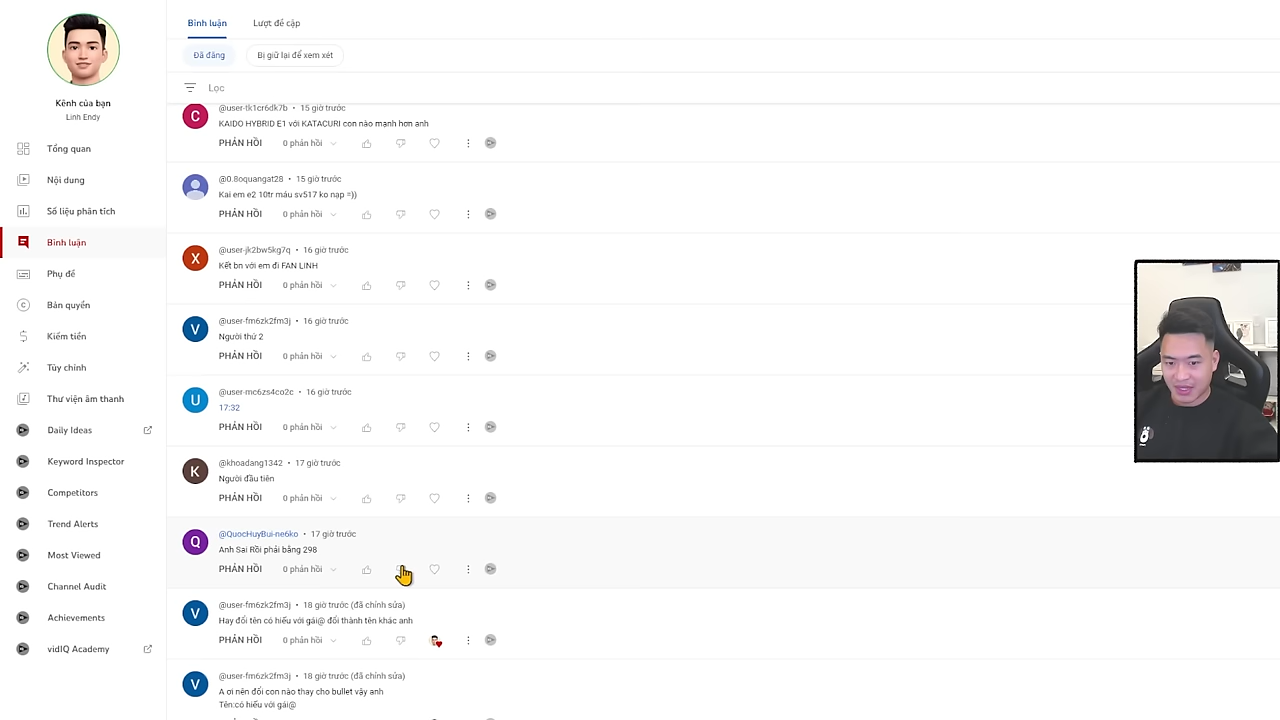 Bình luận
Lượt đề cập
Đã đăng
Bị giữ lại để xem xét
Lọc
Kênh của bạn
Linh Endy
Tổng quan
Nội dung
Số liệu phân tích
Bình luận
Phụ đề
Bản quyền
Kiếm tiền
Tùy chỉnh
Thư viện âm thanh
Daily Ideas
Keyword Inspector
Competitors
Trend Alerts
Most Viewed
Channel Audit
Achievements
vidIQ Academy
C
@user-tk1cr6dk7b • 15 giờ trước
KAIDO HYBRID E1 với KATACURI con nào mạnh hơn anh
PHẢN HỒI 0 phản hồi
@0.8oquangat28 • 15 giờ trước
Kai em e2 10tr máu sv517 ko nạp =))
PHẢN HỒI 0 phản hồi
X
@user-jk2bw5kg7q • 16 giờ trước
Kết bn với em đi FAN LINH
PHẢN HỒI 0 phản hồi
V
@user-fm6zk2fm3j • 16 giờ trước
Người thứ 2
PHẢN HỒI 0 phản hồi
U
@user-mc6zs4co2c • 16 giờ trước
17:32
PHẢN HỒI 0 phản hồi
K
@khoadang1342 • 17 giờ trước
Người đầu tiên
PHẢN HỒI 0 phản hồi
Q
@QuocHuyBui-ne6ko • 17 giờ trước
Anh Sai Rồi phải bằng 298
PHẢN HỒI 0 phản hồi
V
@user-fm6zk2fm3j • 18 giờ trước (đã chỉnh sửa)
Hay đổi tên có hiếu với gái@ đổi thành tên khác anh
PHẢN HỒI 0 phản hồi
V
@user-fm6zk2fm3j • 18 giờ trước (đã chỉnh sửa)
A ơi nên đổi con nào thay cho bullet vậy anh
Tên:có hiếu với gái@